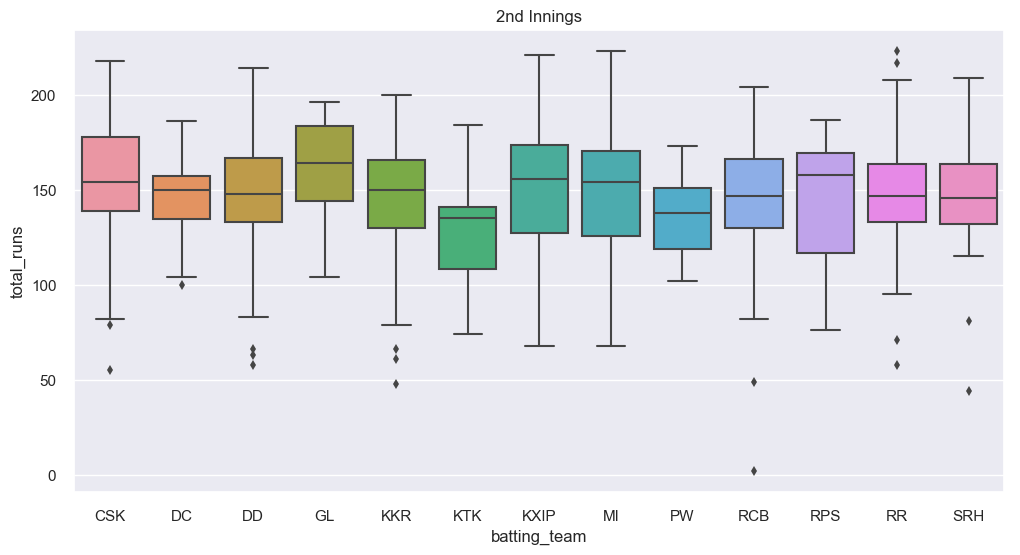 2nd Innings
total_runs
200
150
100
50
0
CSK DC DD GL KKR KTK KXIP MI PW RCB RPS RR SRH
batting_team